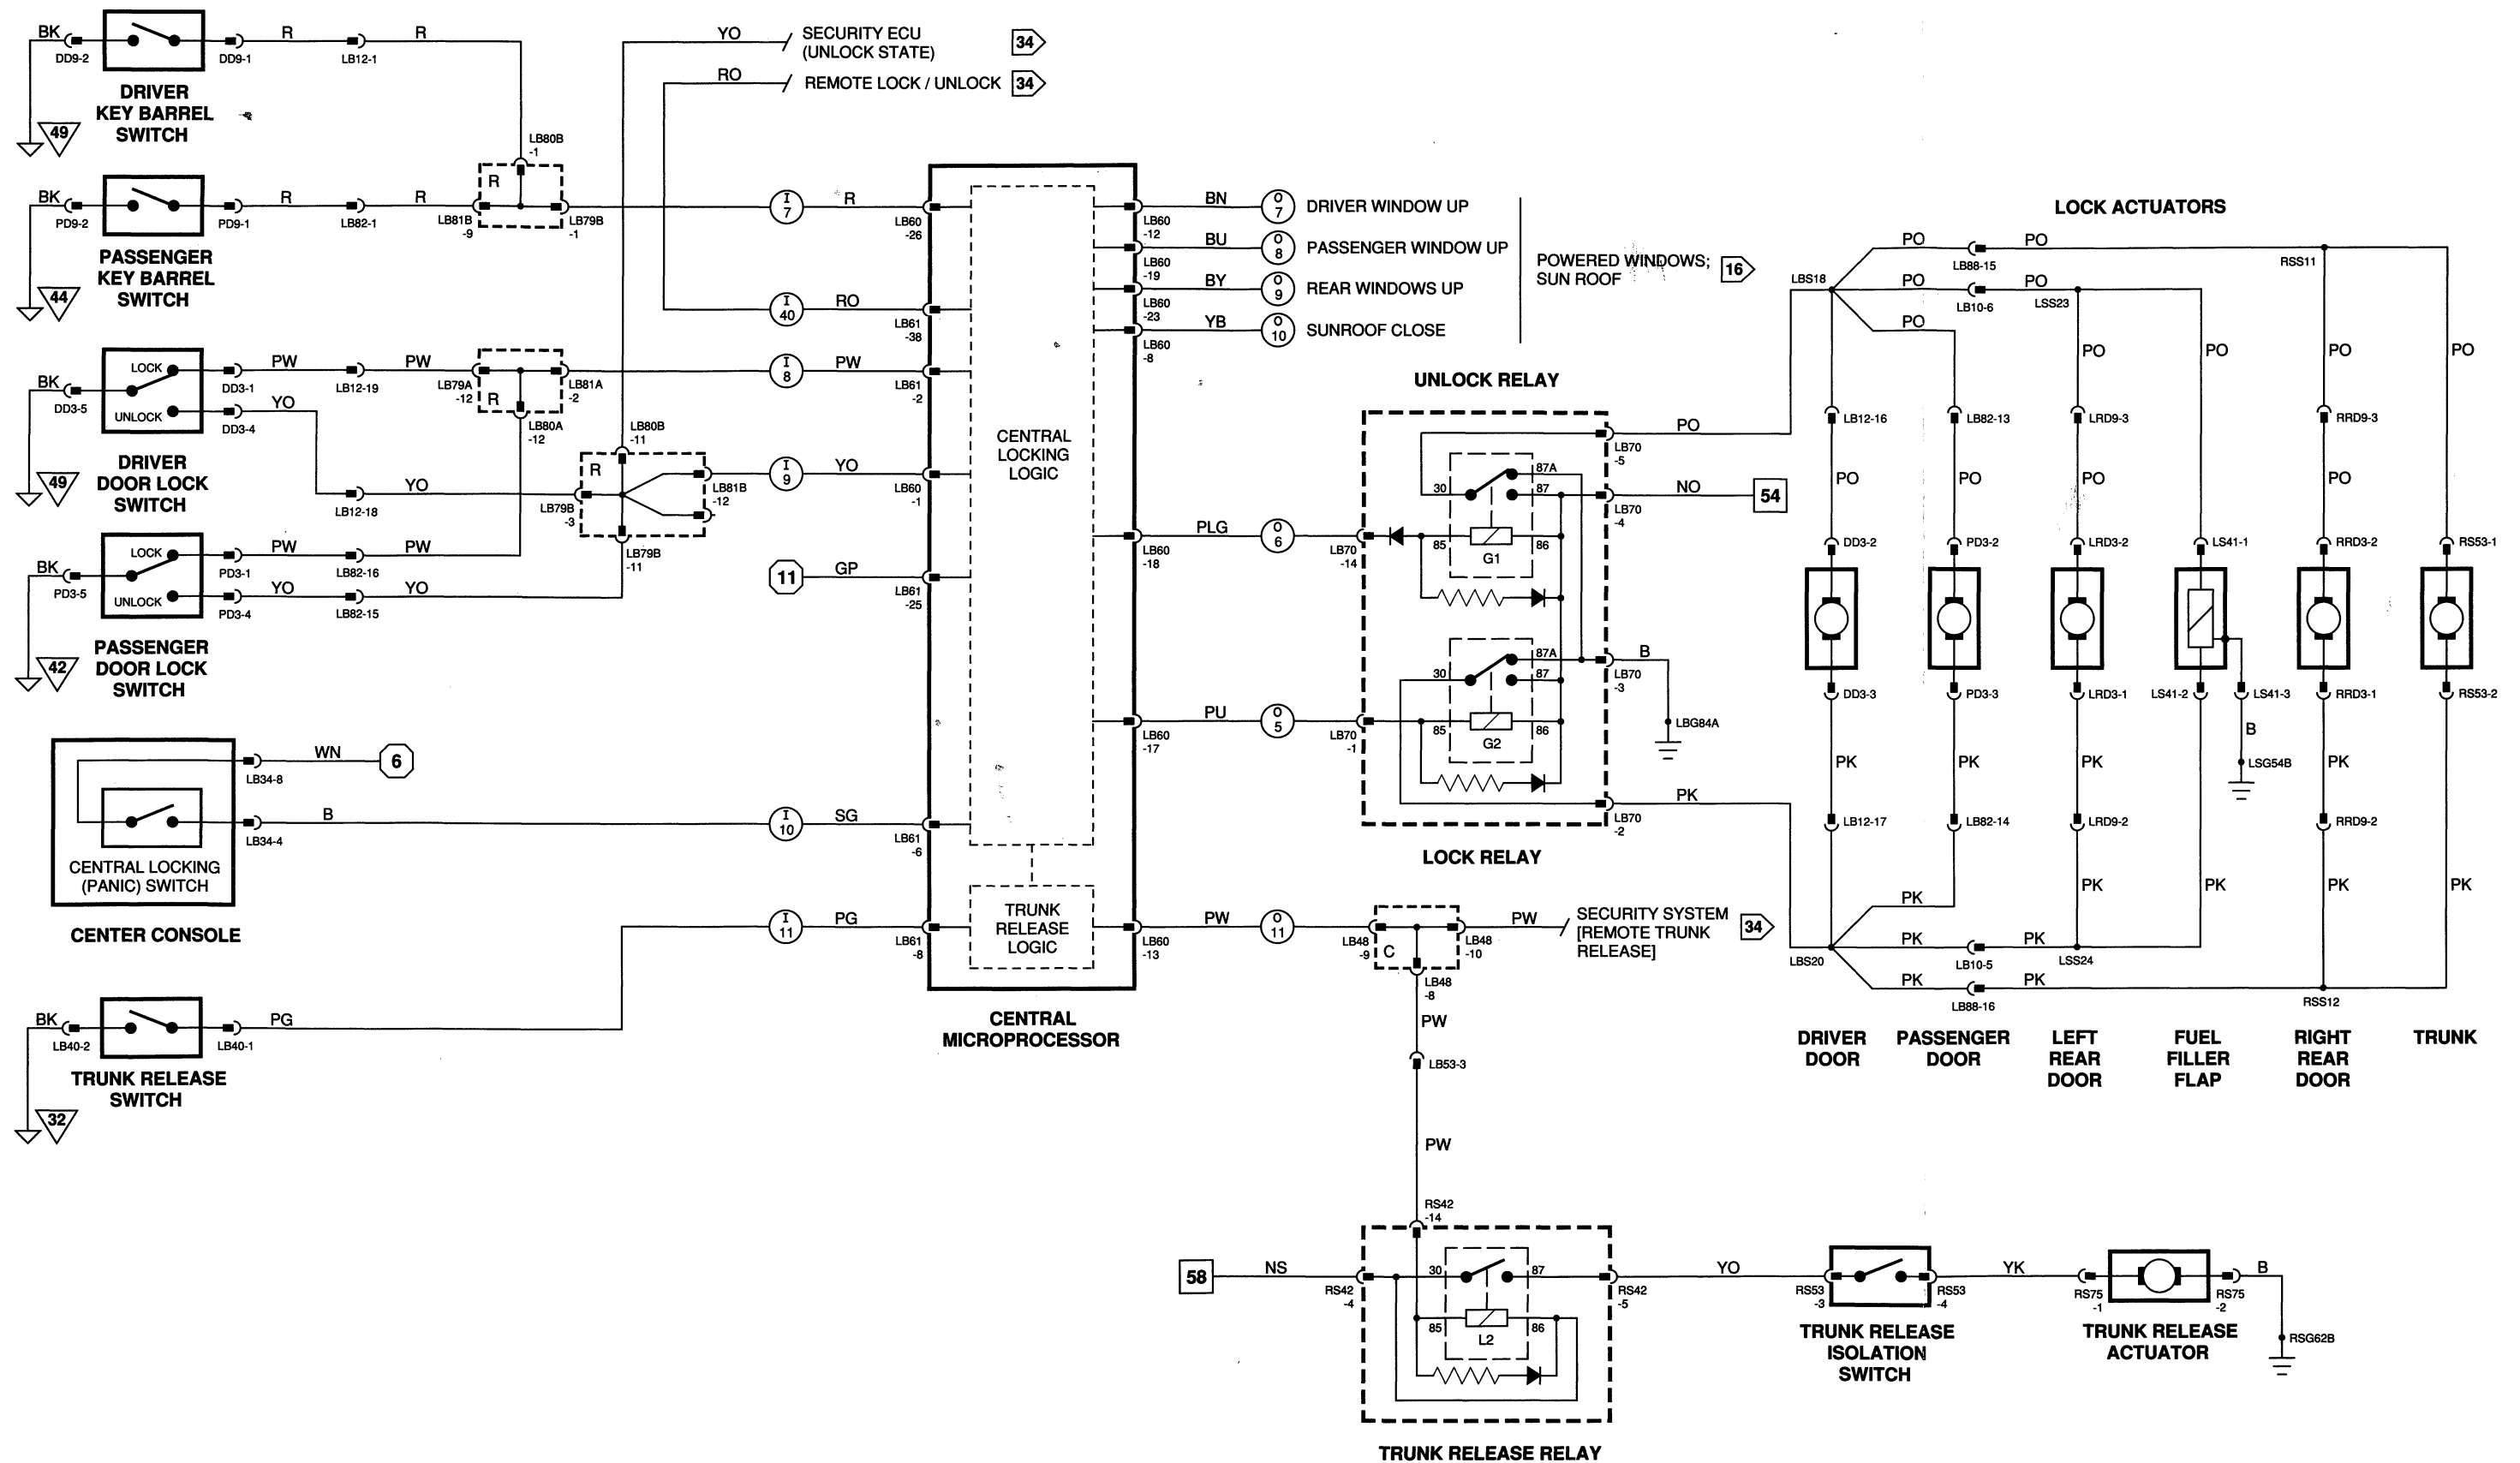 BK
DD9-2
DD9-1
R
LB12-1
R
DRIVER
KEY BARREL
SWITCH
49
BK
PD9-2
PD9-1
R
LB82-1
R
PASSENGER
KEY BARREL
SWITCH
44
LB80B
-1
R
LB81B
-9
LB79B
-1
YO
SECURITY ECU
(UNLOCK STATE)
34
RO
REMOTE LOCK / UNLOCK
34
BK
DD3-5
LOCK
UNLOCK
DD3-1
PW
LB12-19
PW
DD3-4
YO
LB12-18
YO
DRIVER
DOOR LOCK
SWITCH
49
LB79A
-12
R
LB81A
-2
LB80A
-12
LB80B
-11
R
LB79B
-3
LB81B
-12
LB79B
-11
BK
PD3-5
LOCK
UNLOCK
PD3-1
PW
LB82-16
PW
PD3-4
YO
LB82-15
YO
PASSENGER
DOOR LOCK
SWITCH
42
LB34-8
WN
6
LB34-4
B
CENTRAL LOCKING
(PANIC) SWITCH
CENTER CONSOLE
BK
LB40-2
LB40-1
PG
TRUNK RELEASE
SWITCH
32
I
7
R
LB60
-26
I
40
RO
LB61
-38
I
8
PW
LB61
-2
I
9
YO
LB60
-1
11
GP
LB61
-25
I
10
SG
LB61
-6
I
11
PG
LB61
-8
CENTRAL
LOCKING
LOGIC
TRUNK
RELEASE
LOGIC
CENTRAL
MICROPROCESSOR
LB60
-12
BN
O
7
DRIVER WINDOW UP
LB60
-19
BU
O
8
PASSENGER WINDOW UP
LB60
-23
BY
O
9
REAR WINDOWS UP
LB60
-8
YB
O
10
SUNROOF CLOSE
POWERED WINDOWS;
SUN ROOF
16
LB60
-18
PLG
O
6
LB70
-14
LB60
-17
PU
O
5
LB70
-1
UNLOCK RELAY
30
87A
87
85
86
G1
30
87A
87
85
86
G2
LOCK RELAY
LB70
-5
PO
LB70
-4
NO
54
LB70
-3
B
LBG84A
LB70
-2
PK
LB60
-13
PW
O
11
LB48
-9
C
LB48
-10
LB48
-8
PW
SECURITY SYSTEM
[REMOTE TRUNK
RELEASE]
34
PW
LB53-3
PW
RS42
-14
58
NS
RS42
-4
30
87
85
86
L2
RS42
-5
TRUNK RELEASE RELAY
YO
RS53
-3
RS53
-4
TRUNK RELEASE
ISOLATION
SWITCH
YK
RS75
-1
RS75
-2
B
RSG62B
TRUNK RELEASE
ACTUATOR
LOCK ACTUATORS
LBS18
PO
LB88-15
PO
RSS11
PO
LB10-6
PO
LSS23
PO
PO
PO
PO
PO
LB12-16
LB82-13
LRD9-3
RRD9-3
PO
PO
PO
PO
DD3-2
PD3-2
LRD3-2
LS41-1
RRD3-2
RS53-1
DD3-3
PD3-3
LRD3-1
LS41-2
LS41-3
RRD3-1
RS53-2
B
LSG54B
PK
PK
PK
PK
LB12-17
LB82-14
LRD9-2
RRD9-2
PK
PK
PK
PK
PK
LBS20
PK
LB10-5
PK
LSS24
PK
LB88-16
PK
RSS12
DRIVER
DOOR
PASSENGER
DOOR
LEFT
REAR
DOOR
FUEL
FILLER
FLAP
RIGHT
REAR
DOOR
TRUNK